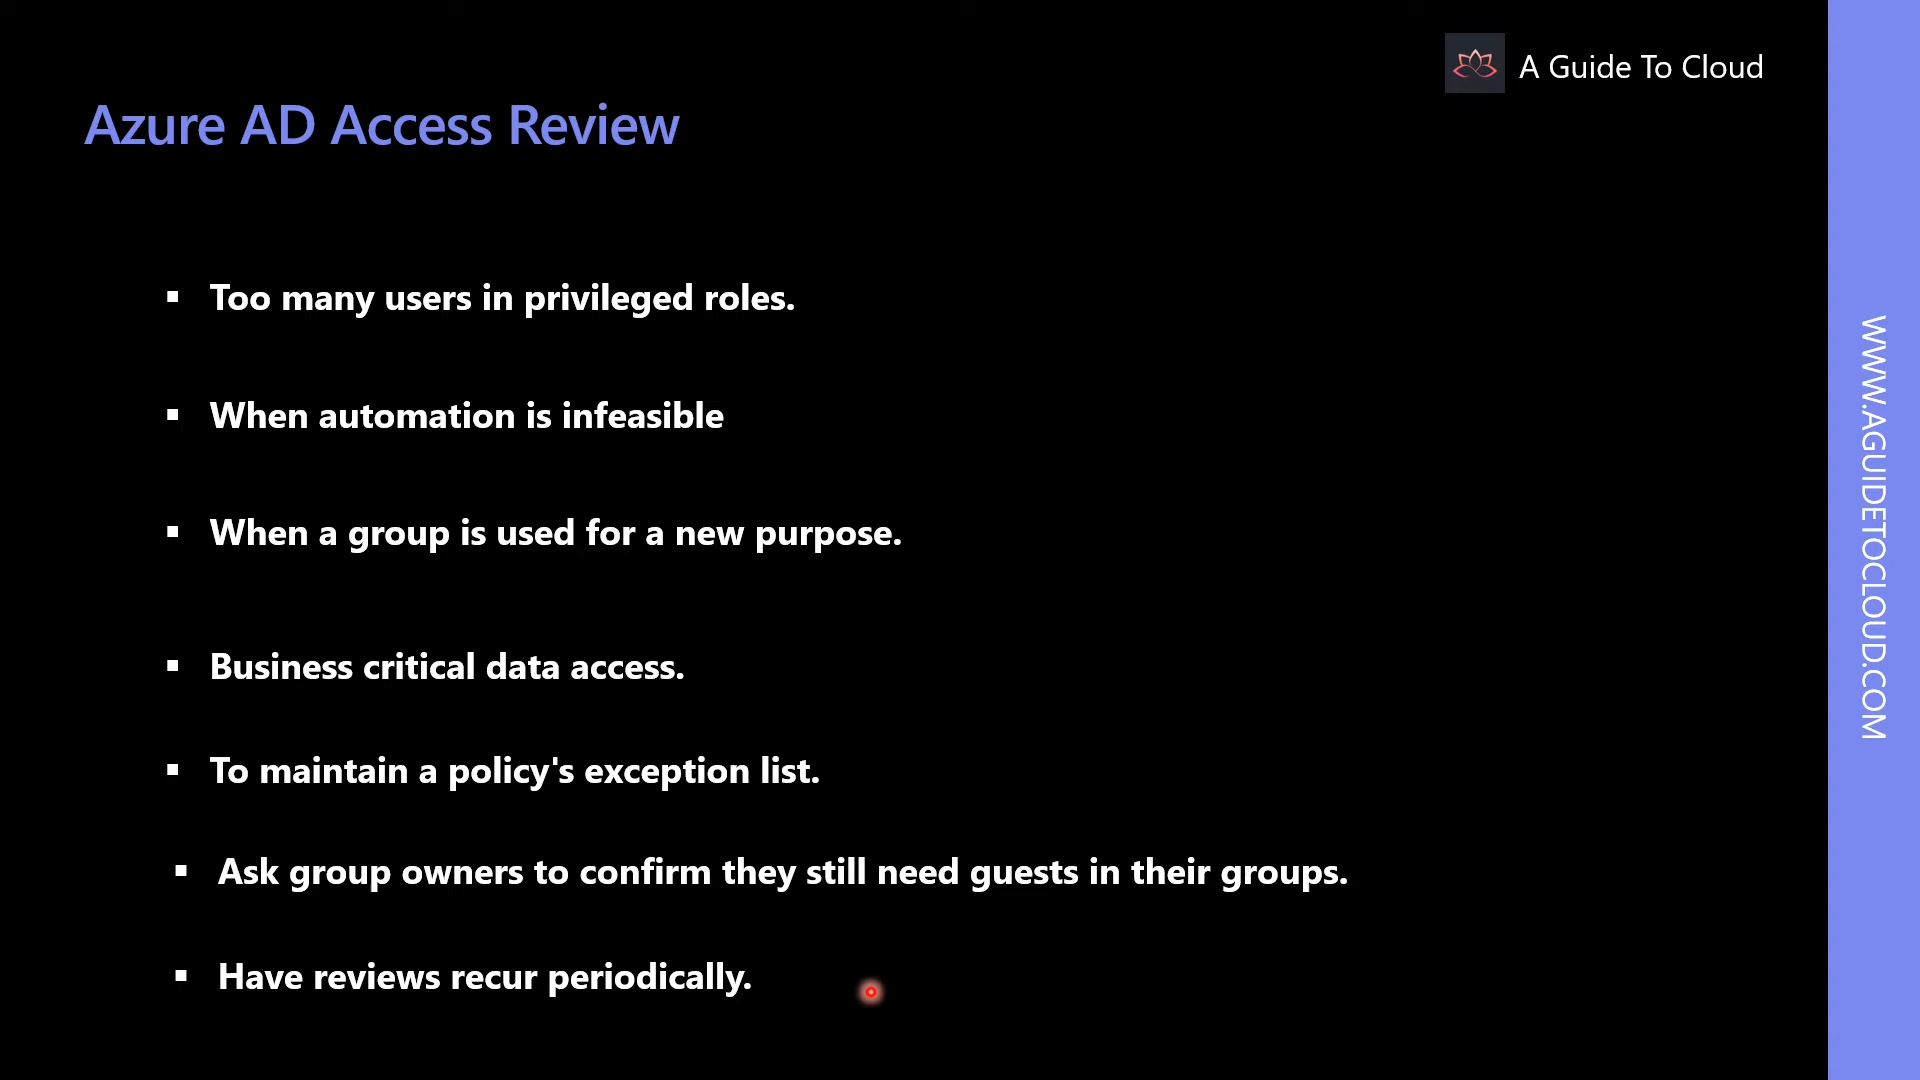 A Guide To Cloud
Azure AD Access Review
▪ Too many users in privileged roles.
▪ When automation is infeasible
▪ When a group is used for a new purpose.
▪ Business critical data access.
▪ To maintain a policy's exception list.
▪ Ask group owners to confirm they still need guests in their groups.
▪ Have reviews recur periodically.
WWW.AGUIDETOCLOUD.COM